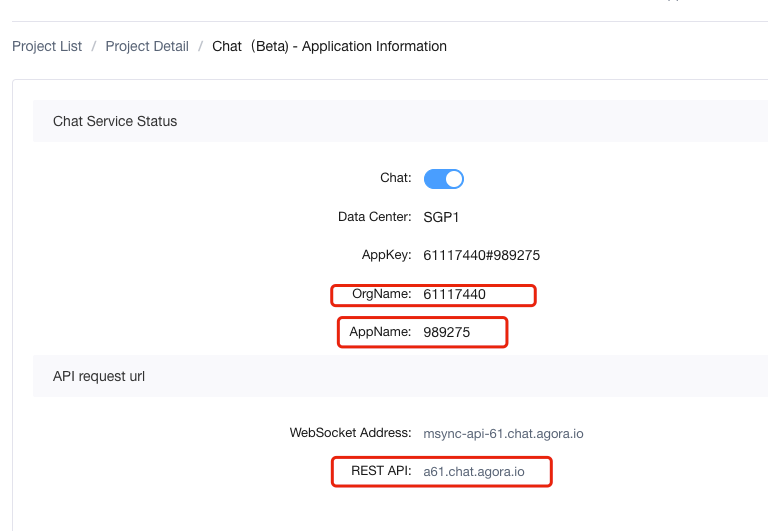 Project List / Project Detail / Chat（Beta) - Application Information
Chat Service Status
Chat:
Data Center: SGP1
AppKey: 61117440#989275
OrgName: 61117440
AppName: 989275
API request url
WebSocket Address: msync-api-61.chat.agora.io
REST API: a61.chat.agora.io